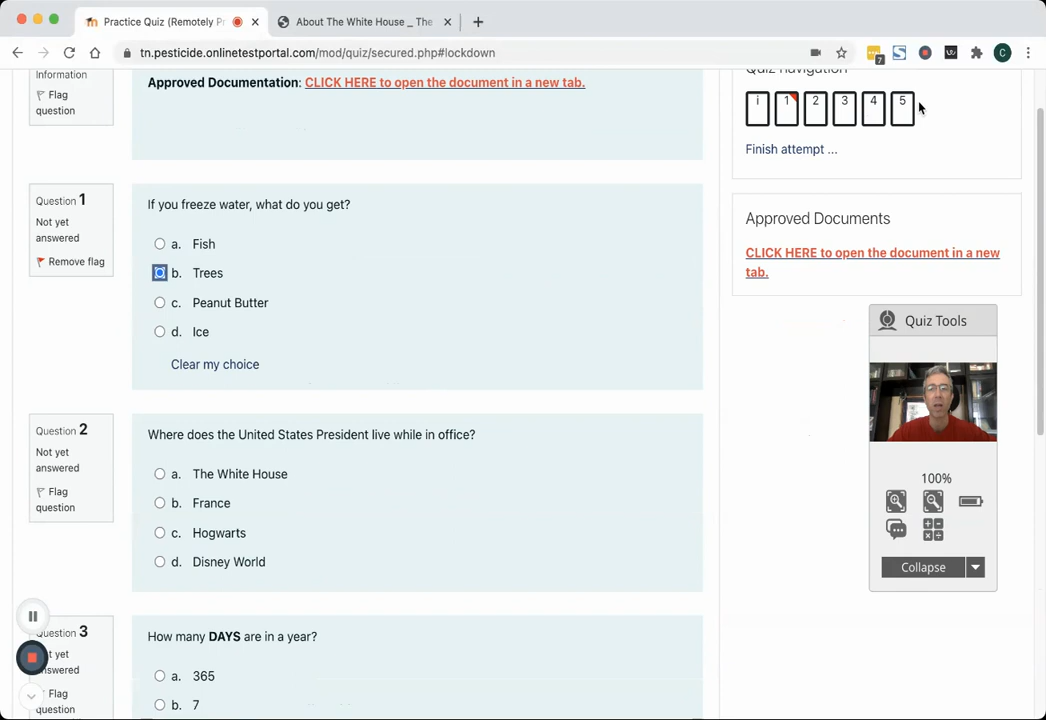 Practice Quiz (Remotely Pr
About The White House _ The
tn.pesticide.onlinetestportal.com/mod/quiz/secured.php#lockdown
7
C
Information
Flag
question
Approved Documentation: CLICK HERE to open the document in a new tab.
Quiz navigation
i 1 2 3 4 5
Finish attempt ...
Question 1
Not yet
answered
Remove flag
If you freeze water, what do you get?
a. Fish
b. Trees
c. Peanut Butter
d. Ice
Clear my choice
Approved Documents
CLICK HERE to open the document in a new
tab.
Quiz Tools
100%
Collapse
Question 2
Not yet
answered
Flag
question
Where does the United States President live while in office?
a. The White House
b. France
c. Hogwarts
d. Disney World
Question 3
yet
swered
Flag
question
How many DAYS are in a year?
a. 365
b. 7